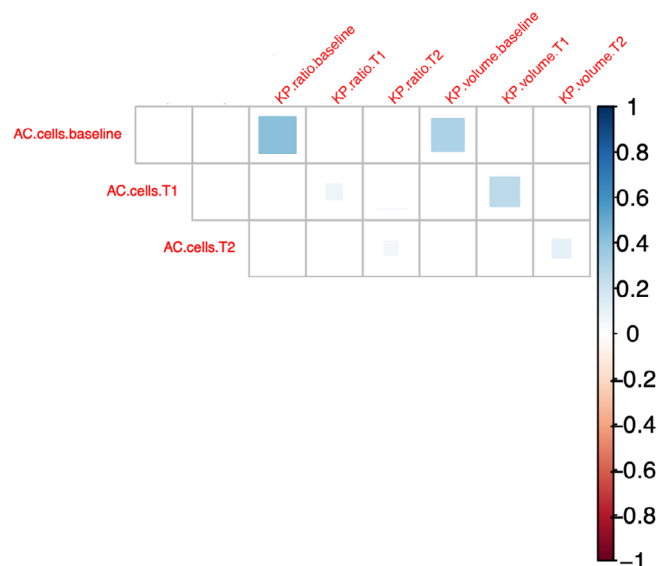 KP.ratio.baseline
KP.ratio.T1
KP.ratio.T2
KP.volume.baseline
KP.volume.T1
KP.volume.T2
AC.cells.baseline
AC.cells.T1
AC.cells.T2
1
0.8
0.6
0.4
0.2
0
-0.2
-0.4
-0.6
-0.8
-1